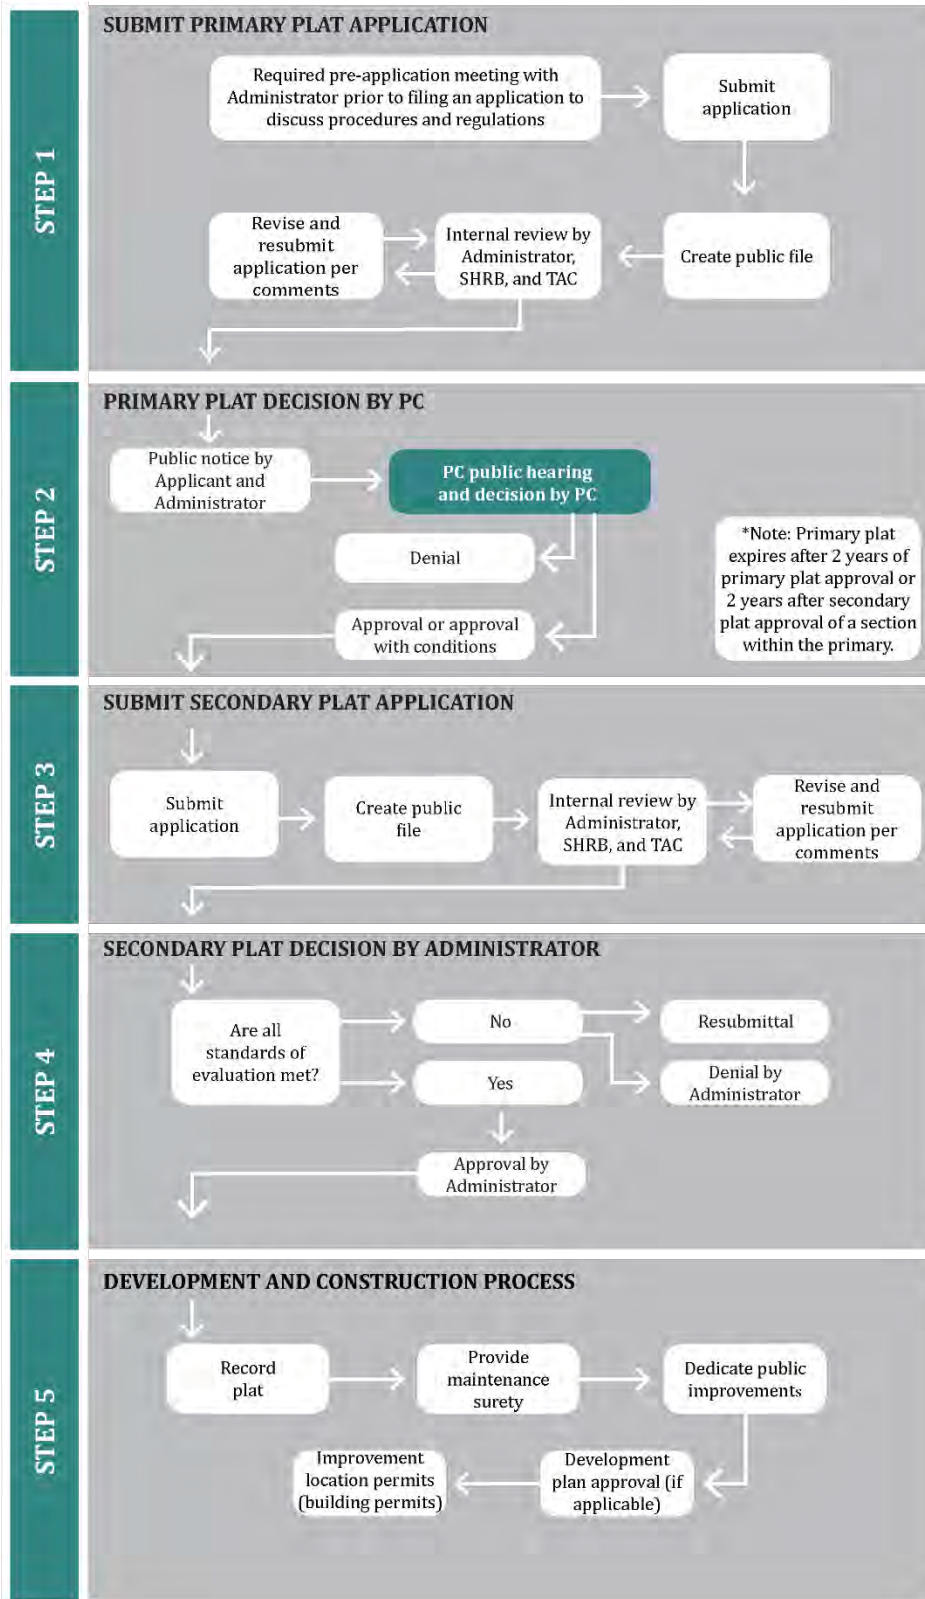 STEP 1
SUBMIT PRIMARY PLAT APPLICATION
Required pre-application meeting with
Administrator prior to filing an application to
discuss procedures and regulations
Submit
application
Create public file
Internal review by
Administrator,
SHRB, and TAC
Revise and
resubmit
application per
comments
STEP 2
PRIMARY PLAT DECISION BY PC
Public notice by
Applicant and
Administrator
PC public hearing
and decision by PC
Denial
Approval or approval
with conditions
*Note: Primary plat
expires after 2 years of
primary plat approval or
2 years after secondary
plat approval of a section
within the primary.
STEP 3
SUBMIT SECONDARY PLAT APPLICATION
Submit
application
Create public
file
Internal review by
Administrator,
SHRB, and TAC
Revise and
resubmit
application per
comments
STEP 4
SECONDARY PLAT DECISION BY ADMINISTRATOR
Are all
standards of
evaluation met?
No
Resubmittal
Denial by
Administrator
Yes
Approval by
Administrator
STEP 5
DEVELOPMENT AND CONSTRUCTION PROCESS
Record
plat
Provide
maintenance
surety
Dedicate public
improvements
Development
plan approval (if
applicable)
Improvement
location permits
(building permits)